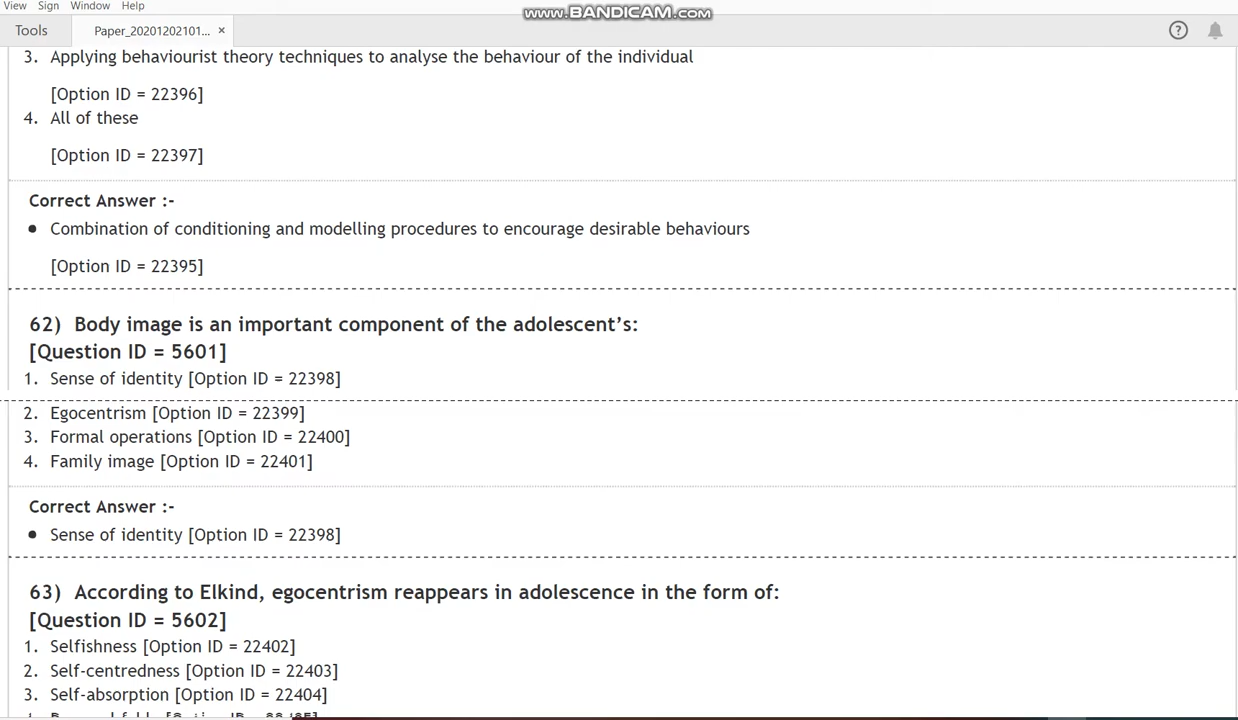 View Sign Window Help
www.BANDICAM.com
Tools Paper_20201202101... ×
3. Applying behaviourist theory techniques to analyse the behaviour of the individual
[Option ID = 22396]
4. All of these
[Option ID = 22397]
Correct Answer :-
• Combination of conditioning and modelling procedures to encourage desirable behaviours
[Option ID = 22395]
62) Body image is an important component of the adolescent’s:
[Question ID = 5601]
1. Sense of identity [Option ID = 22398]
2. Egocentrism [Option ID = 22399]
3. Formal operations [Option ID = 22400]
4. Family image [Option ID = 22401]
Correct Answer :-
• Sense of identity [Option ID = 22398]
63) According to Elkind, egocentrism reappears in adolescence in the form of:
[Question ID = 5602]
1. Selfishness [Option ID = 22402]
2. Self-centredness [Option ID = 22403]
3. Self-absorption [Option ID = 22404]